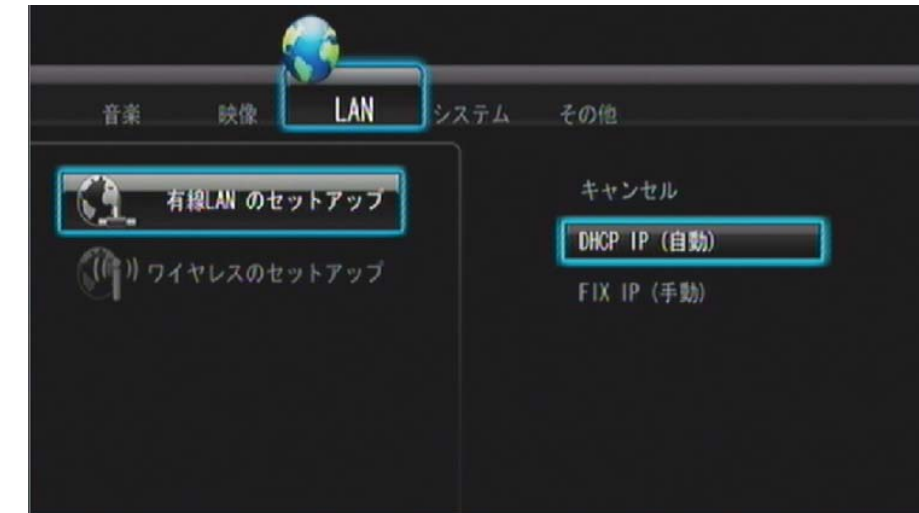 音楽 映像 LAN システム その他
有線LAN のセットアップ
ワイヤレスのセットアップ
キャンセル
DHCP IP (自動)
FIX IP (手動)